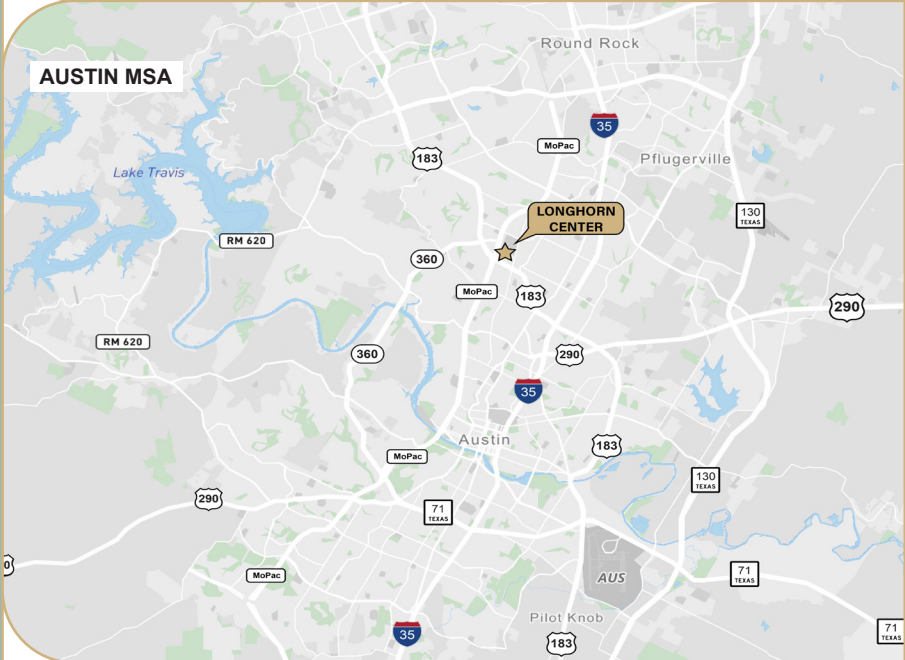 Round Rock
AUSTIN MSA
35
MoPac
183
Pflugerville
Lake Travis
LONGHORN
CENTER
130
TEXAS
RM 620
360
MoPac
183
290
RM 620
360
290
35
Austin
183
MoPac
130
TEXAS
290
71
TEXAS
0
MoPac
AUS
71
TEXAS
Pilot Knob
35
183
71
TEXAS